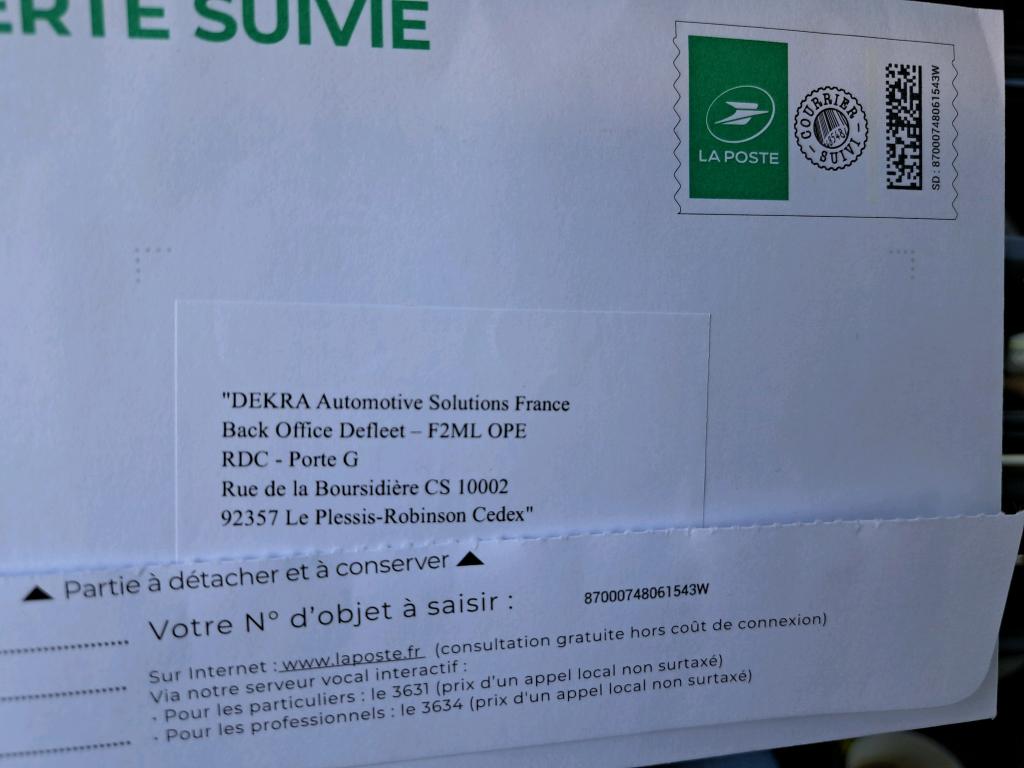 ERTE SUIVIE
LA POSTE
COURRIER
SUIVI
SD : 87000748061543W
"DEKRA Automotive Solutions France
Back Office Defleet – F2ML OPE
RDC - Porte G
Rue de la Boursidière CS 10002
92357 Le Plessis-Robinson Cedex"
▲ Partie à détacher et à conserver ▲
Votre N° d'objet à saisir : 87000748061543W
Sur Internet : www.laposte.fr (consultation gratuite hors coût de connexion)
Via notre serveur vocal interactif :
• Pour les particuliers : le 3631 (prix d'un appel local non surtaxé)
• Pour les professionnels : le 3634 (prix d'un appel local non surtaxé)